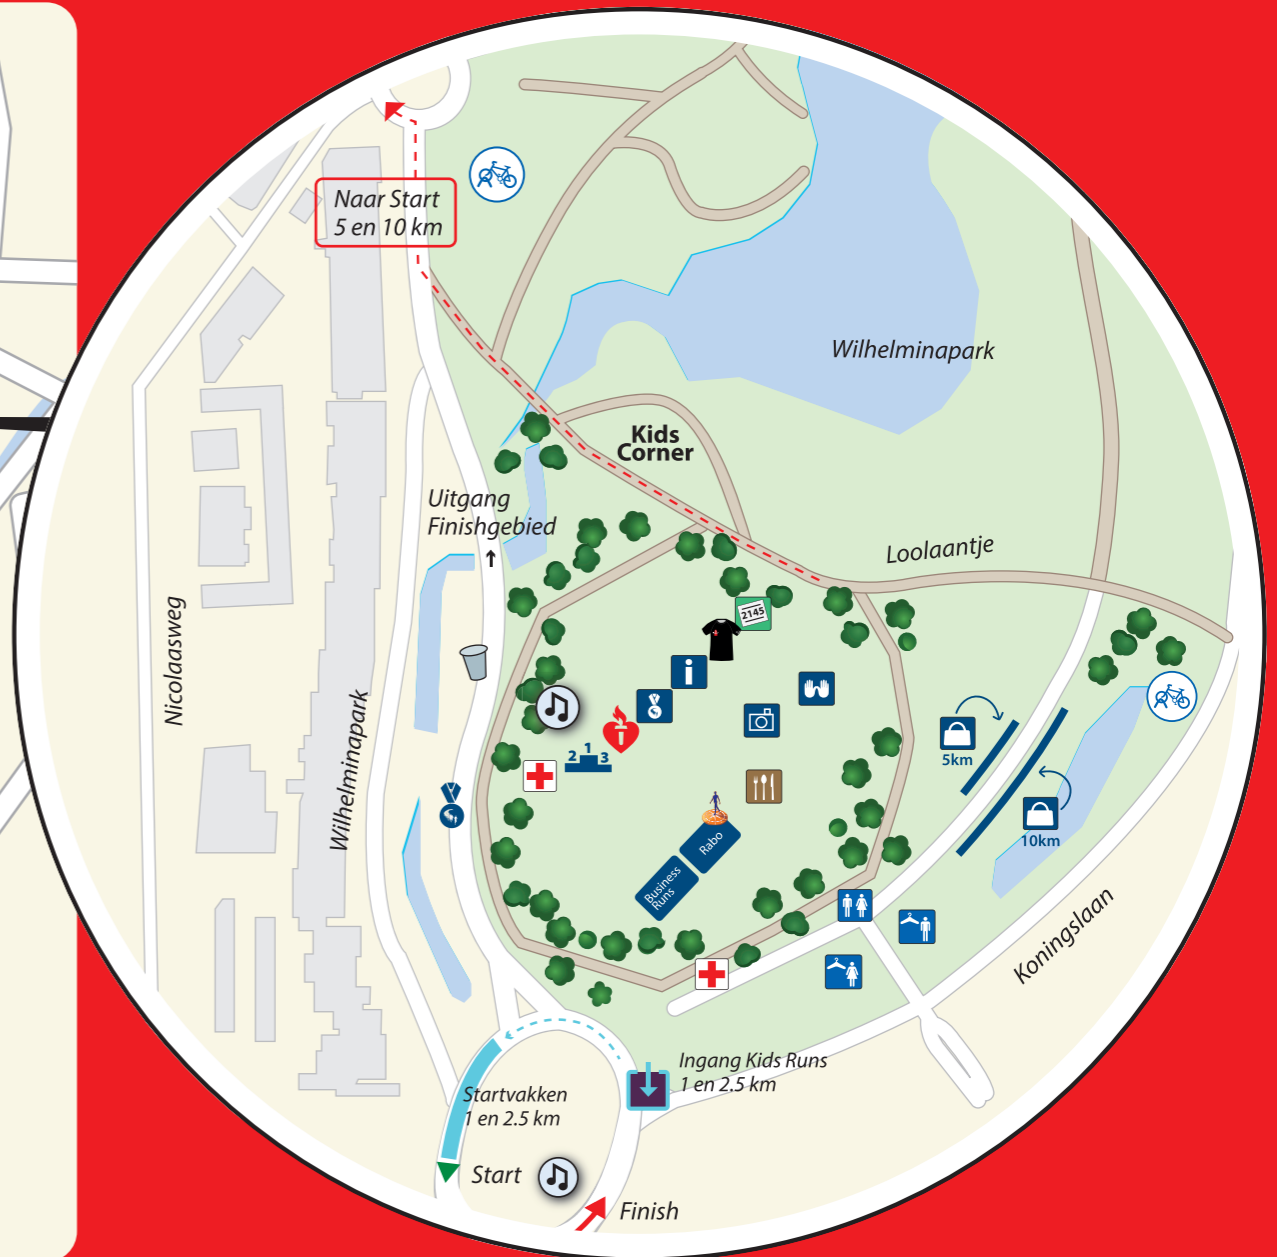 Naar Start
5 en 10 km
Wilhelminapark
Kids
Corner
Uitgang
Finishgebied
Loolaantje
2145
Nicolaasweg
i
Wilhelminapark
1
2 3
5km
10km
Rabo
Business
Runs
Koningslaan
Ingang Kids Runs
1 en 2.5 km
Startvakken
1 en 2.5 km
Start
Finish